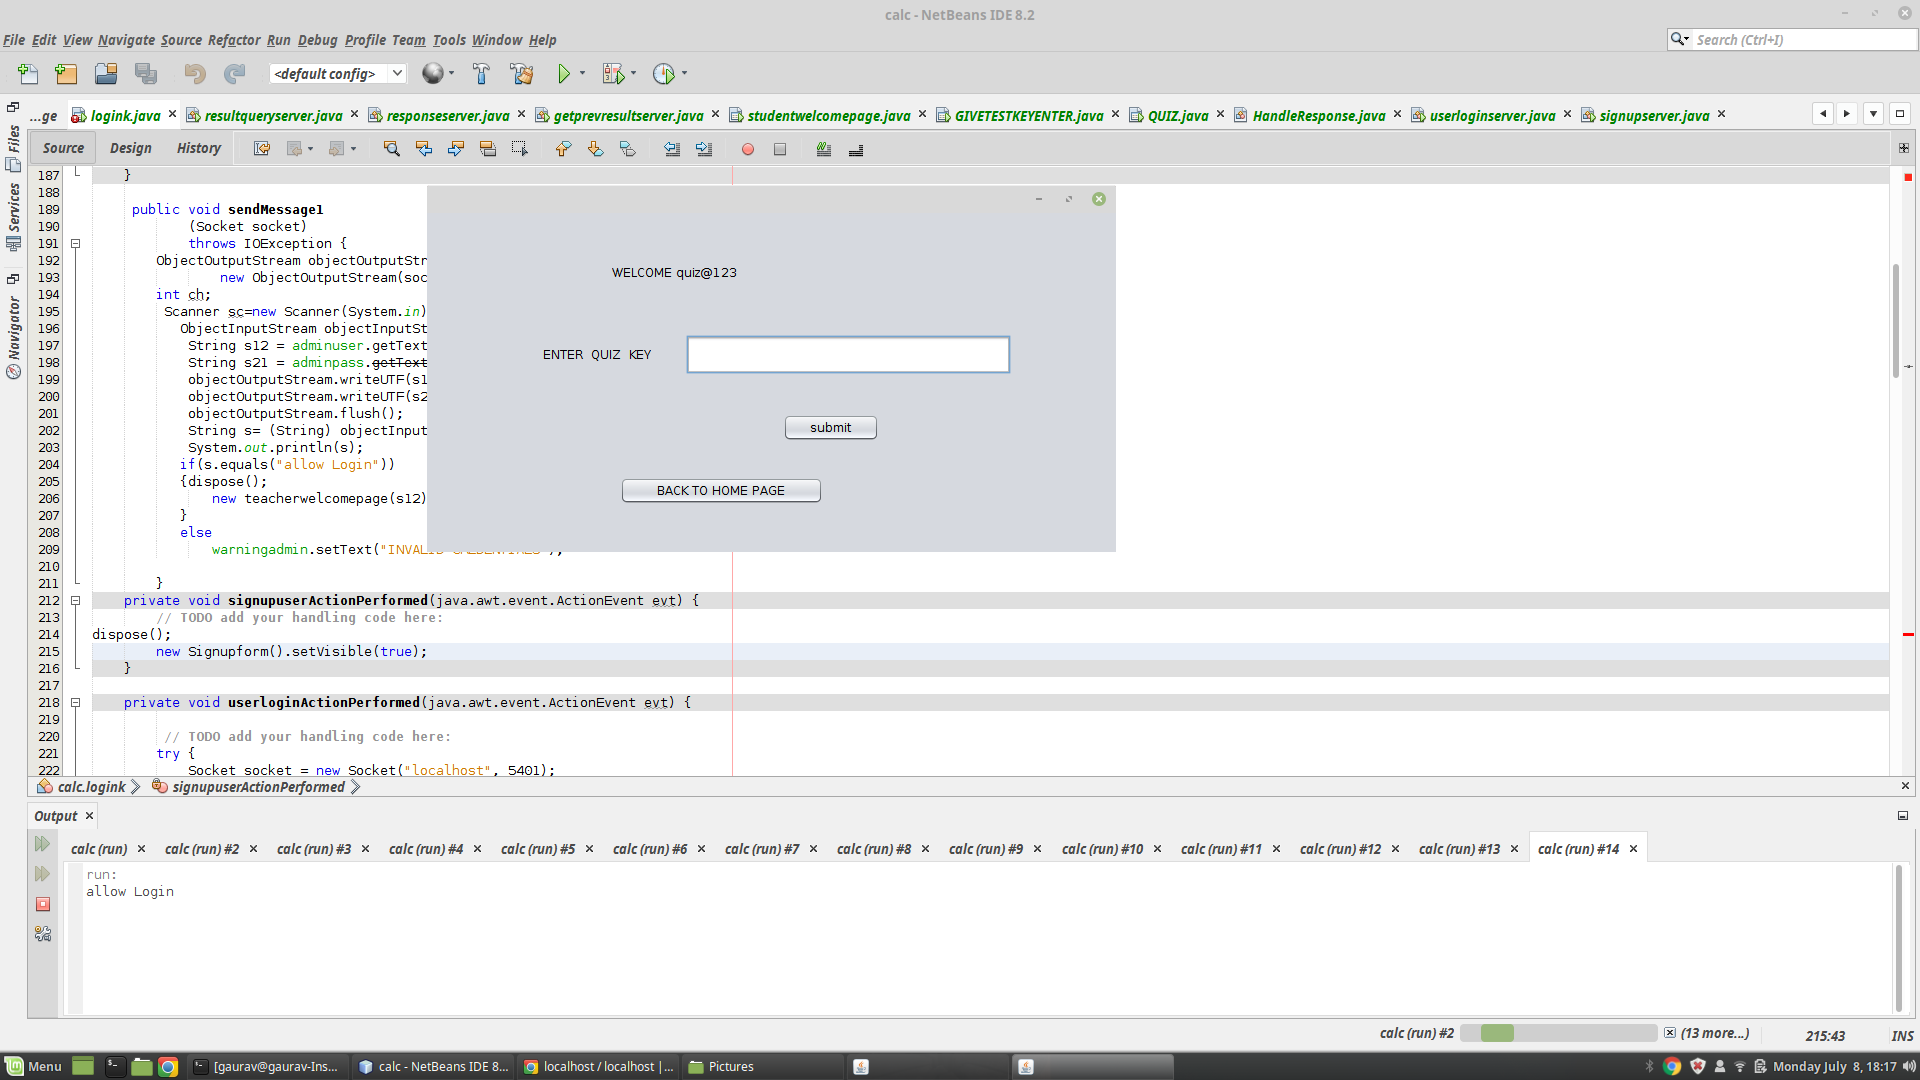 calc - NetBeans IDE 8.2
File Edit View Navigate Source Refactor Run Debug Profile Team Tools Window Help
Search (Ctrl+I)
<default config>
...ge logink.java resultqueryserver.java responseserver.java getprevresultserver.java studentwelcomepage.java GIVETESTKEYENTER.java QUIZ.java HandleResponse.java userloginserver.java signupserver.java
Source Design History
Files
Services
Navigator
187 }
188
189 public void sendMessage1
190 (Socket socket)
191 throws IOException {
192 ObjectOutputStream objectOutputStr
193 new ObjectOutputStream(soc
194 int ch;
195 Scanner sc=new Scanner(System.in)
196 ObjectInputStream objectInputSt
197 String s12 = adminuser.getText
198 String s21 = adminpass.getText
199 objectOutputStream.writeUTF(s1
200 objectOutputStream.writeUTF(s2
201 objectOutputStream.flush();
202 String s= (String) objectInput
203 System.out.println(s);
204 if(s.equals("allow Login"))
205 {dispose();
206 new teacherwelcomepage(s12)
207 }
208 else
209 warningadmin.setText("INVALID
210
211 }
212 private void signupuserActionPerformed(java.awt.event.ActionEvent evt) {
213 // TODO add your handling code here:
214 dispose();
215 new Signupform().setVisible(true);
216 }
217
218 private void userloginActionPerformed(java.awt.event.ActionEvent evt) {
219
220 // TODO add your handling code here:
221 try {
222 Socket socket = new Socket("localhost", 5401);
WELCOME quiz@123
ENTER QUIZ KEY
submit
BACK TO HOME PAGE
calc.logink signupuserActionPerformed
Output
calc (run) calc (run) #2 calc (run) #3 calc (run) #4 calc (run) #5 calc (run) #6 calc (run) #7 calc (run) #8 calc (run) #9 calc (run) #10 calc (run) #11 calc (run) #12 calc (run) #13 calc (run) #14
run:
allow Login
calc (run) #2 (13 more...) 215:43 INS
Menu [gaurav@gaurav-Ins... calc - NetBeans IDE 8... localhost / localhost |... Pictures Monday July 8, 18:17